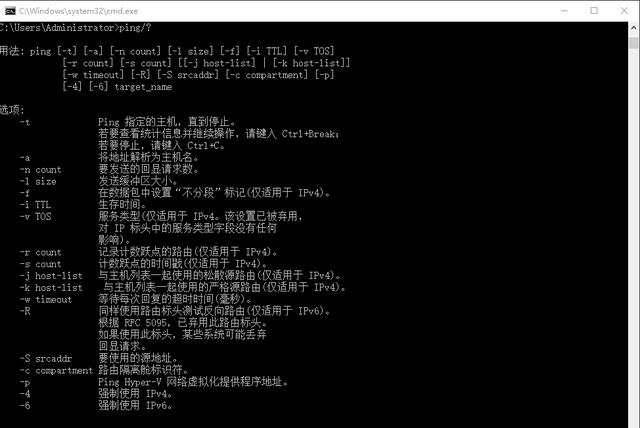 C:\Windows\system32\cmd.exe
C:\Users\Administrator>ping/?
用法: ping [-t] [-a] [-n count] [-l size] [-f] [-i TTL] [-v TOS]
[-r count] [-s count] [[-j host-list] | [-k host-list]]
[-w timeout] [-R] [-S srcaddr] [-c compartment] [-p]
[-4] [-6] target_name
选项:
-t Ping 指定的主机，直到停止。
若要查看统计信息并继续操作，请键入 Ctrl+Break；
若要停止，请键入 Ctrl+C。
-a 将地址解析为主机名。
-n count 要发送的回显请求数。
-l size 发送缓冲区大小。
-f 在数据包中设置“不分段”标记(仅适用于 IPv4)。
-i TTL 生存时间。
-v TOS 服务类型(仅适用于 IPv4。该设置已被弃用，
对 IP 标头中的服务类型字段没有任何
影响)。
-r count 记录计数跃点的路由(仅适用于 IPv4)。
-s count 计数跃点的时间戳(仅适用于 IPv4)。
-j host-list 与主机列表一起使用的松散源路由(仅适用于 IPv4)。
-k host-list 与主机列表一起使用的严格源路由(仅适用于 IPv4)。
-w timeout 等待每次回复的超时时间(毫秒)。
-R 同样使用路由标头测试反向路由(仅适用于 IPv6)。
根据 RFC 5095，已弃用此路由标头。
如果使用此标头，某些系统可能丢弃
回显请求。
-S srcaddr 要使用的源地址。
-c compartment 路由隔离舱标识符。
-p Ping Hyper-V 网络虚拟化提供程序地址。
-4 强制使用 IPv4。
-6 强制使用 IPv6。